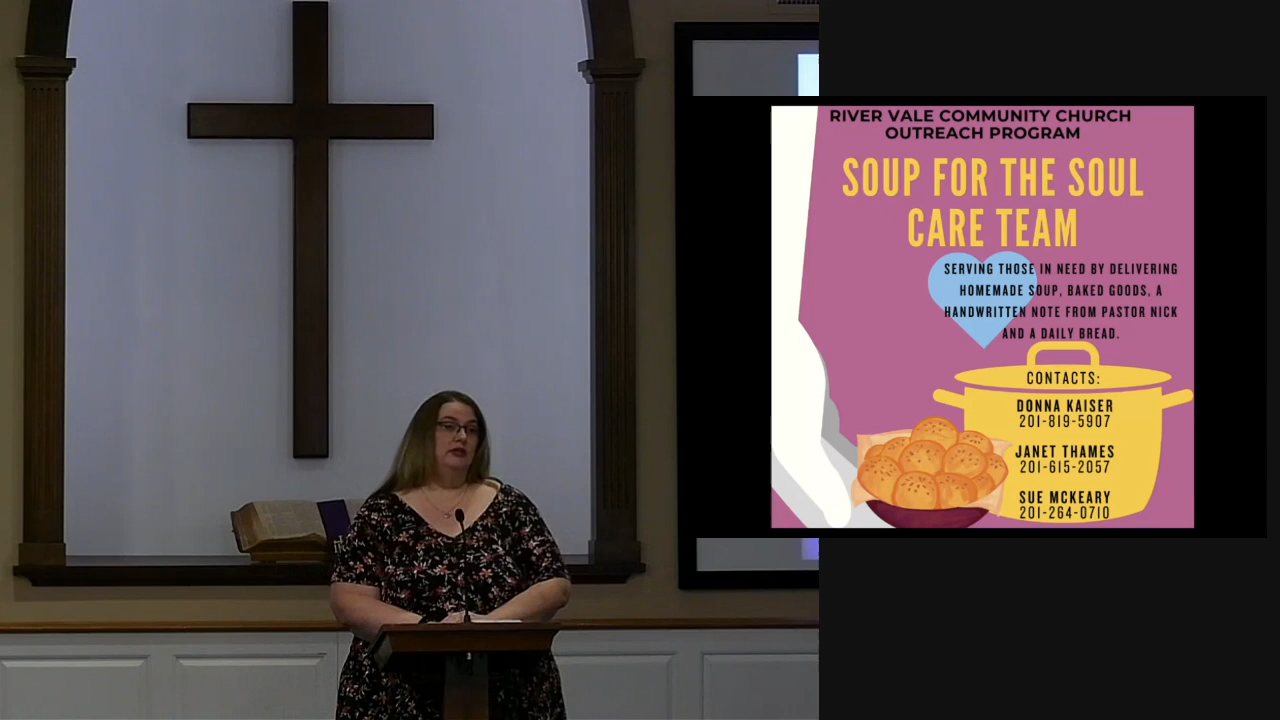 RIVER VALE COMMUNITY CHURCH
OUTREACH PROGRAM
SOUP FOR THE SOUL
CARE TEAM
SERVING THOSE IN NEED BY DELIVERING
HOMEMADE SOUP, BAKED GOODS, A
HANDWRITTEN NOTE FROM PASTOR NICK
AND A DAILY BREAD.
CONTACTS:
DONNA KAISER
201-819-5907
JANET THAMES
201-615-2057
SUE MCKEARY
201-264-0710